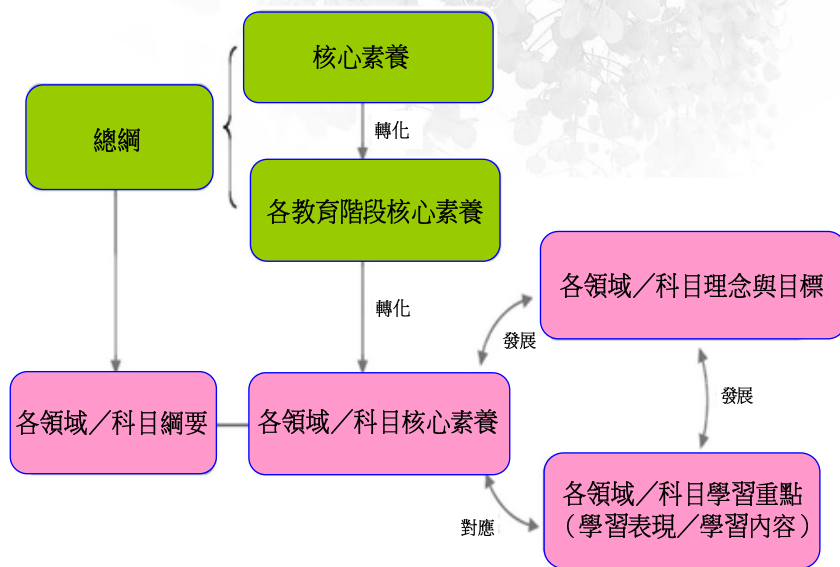 核心素養
總綱
轉化
各教育階段核心素養
轉化
各領域／科目理念與目標
發展
發展
各領域／科目綱要
各領域／科目核心素養
各領域／科目學習重點
（學習表現／學習內容）
對應